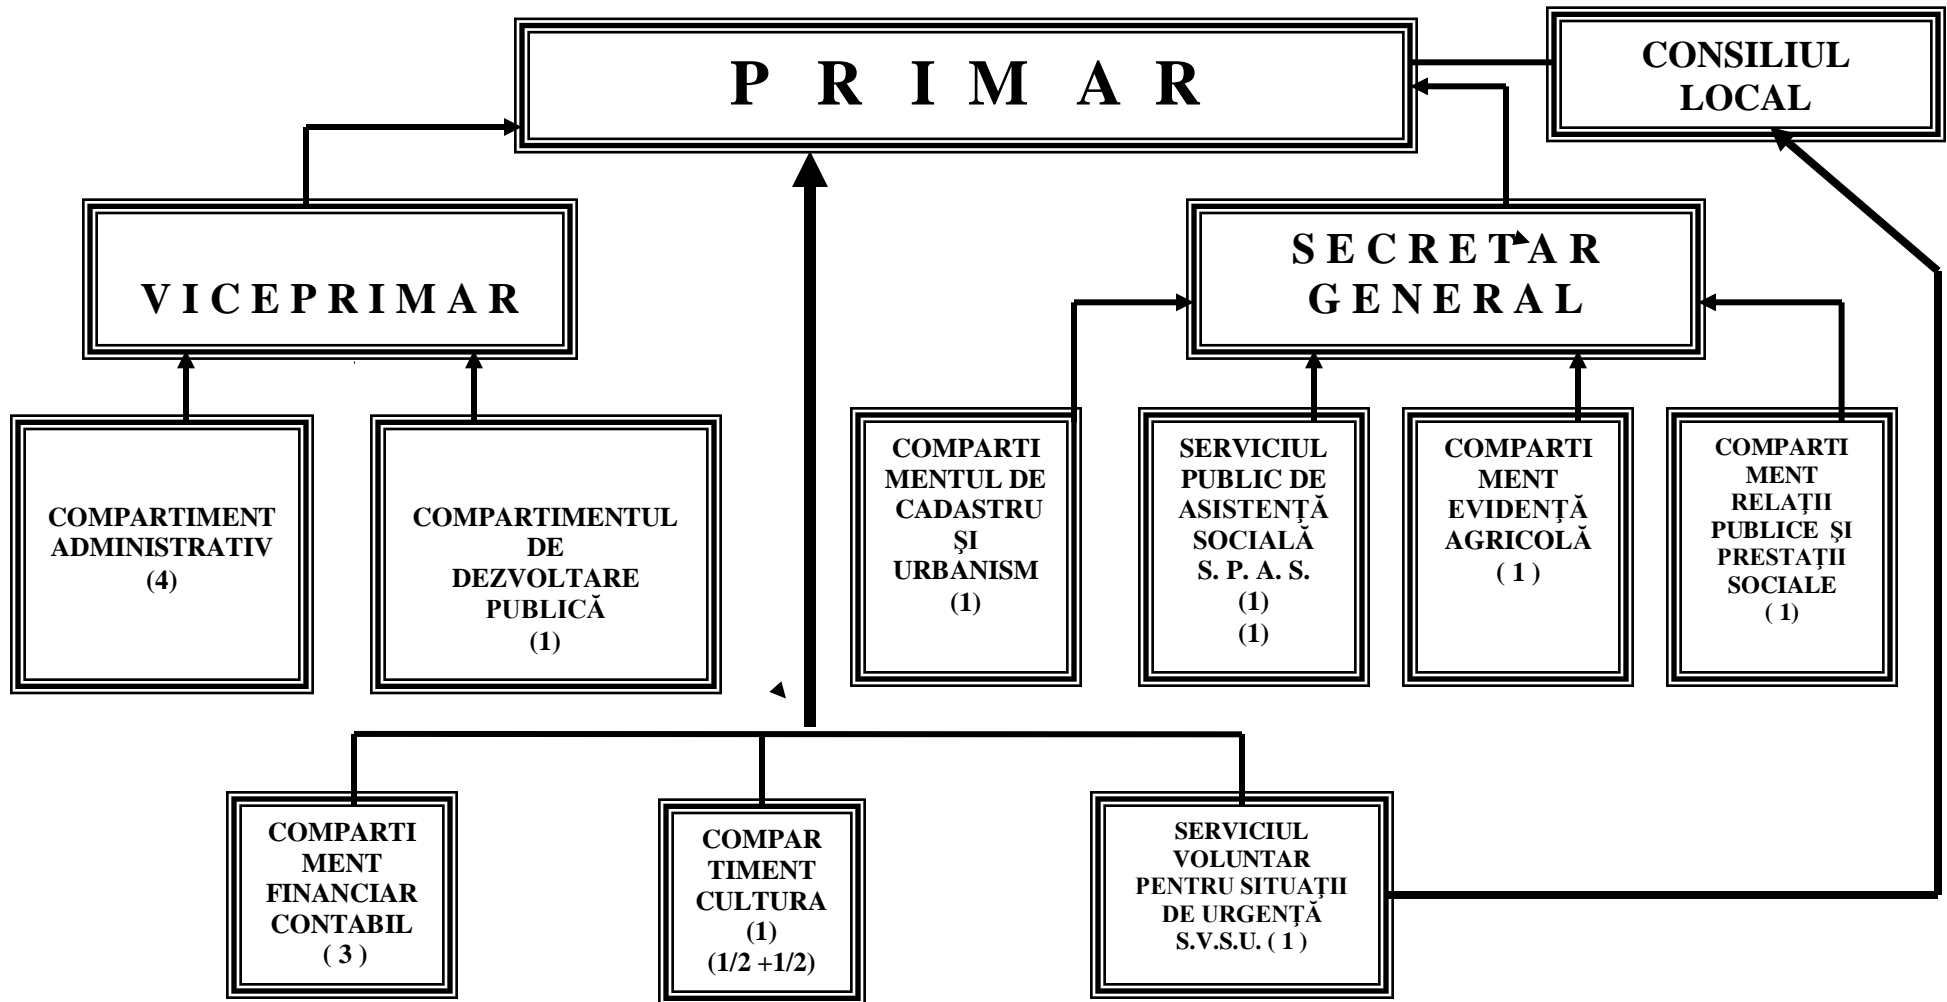 P R I M A R
CONSILIUL
LOCAL
V I C E P R I M A R
S E C R E T A R
G E N E R A L
COMPARTIMENT
ADMINISTRATIV
(4)
COMPARTIMENTUL
DE
DEZVOLTARE
PUBLICĂ
(1)
COMPARTI
MENTUL DE
CADASTRU
ŞI
URBANISM
(1)
SERVICIUL
PUBLIC DE
ASISTENŢĂ
SOCIALĂ
S. P. A. S.
(1)
(1)
COMPARTI
MENT
EVIDENŢĂ
AGRICOLĂ
( 1 )
COMPARTI
MENT
RELAŢII
PUBLICE ŞI
PRESTAŢII
SOCIALE
( 1)
COMPARTI
MENT
FINANCIAR
CONTABIL
( 3 )
COMPAR
TIMENT
CULTURA
(1)
(1/2 +1/2)
SERVICIUL
VOLUNTAR
PENTRU SITUAŢII
DE URGENŢĂ
S.V.S.U. ( 1 )